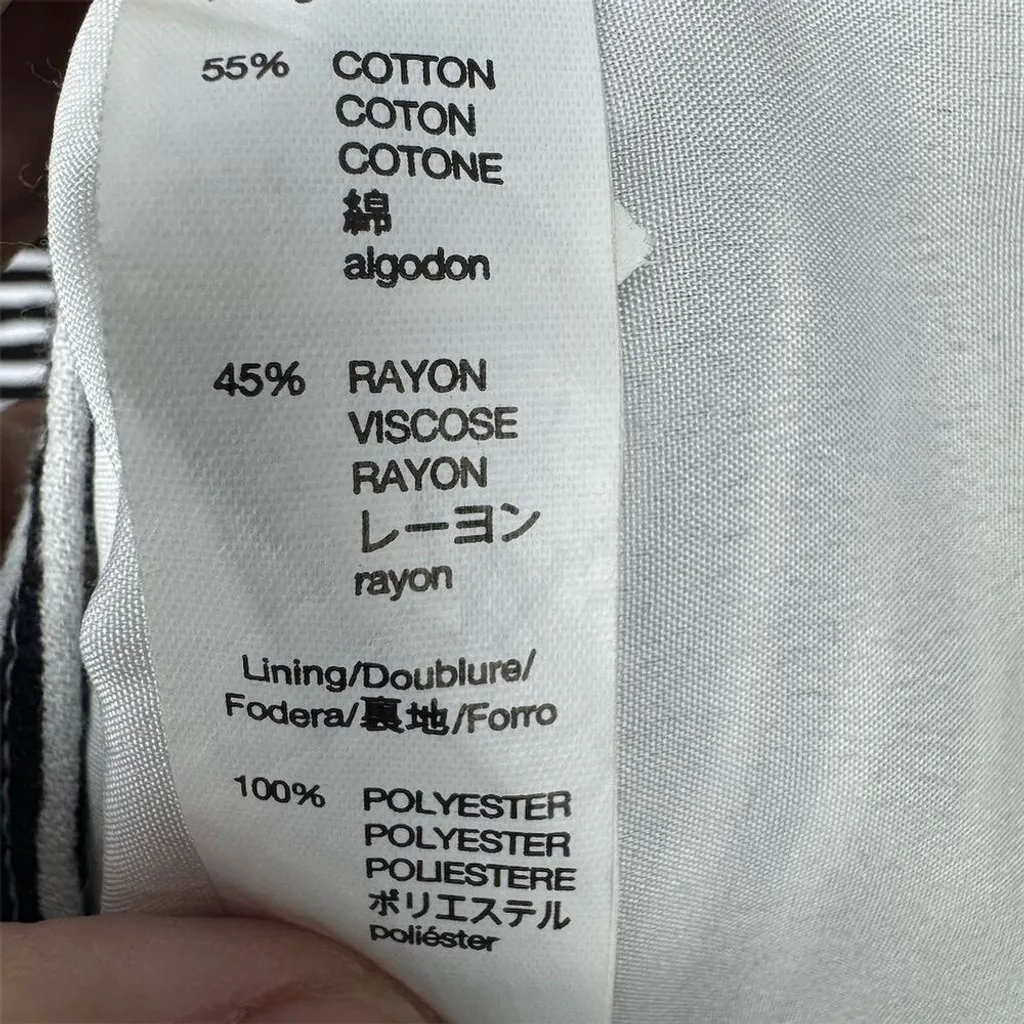 55% COTTON
COTON
COTONE
綿
algodon
45% RAYON
VISCOSE
RAYON
レーヨン
rayon
Lining/Doublure/
Fodera/裏地/Forro
100% POLYESTER
POLYESTER
POLIESTERE
ポリエステル
poliéster